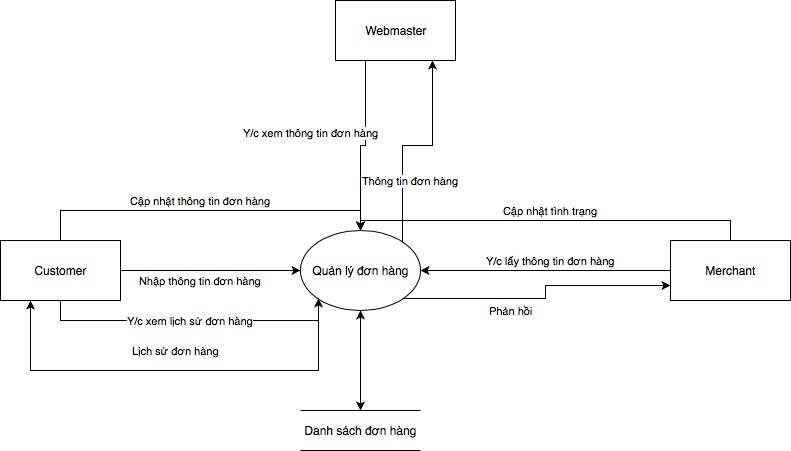 Webmaster
Y/c xem thông tin đơn hàng
Thông tin đơn hàng
Cập nhật thông tin đơn hàng
Cập nhật tình trạng
Customer
Quản lý đơn hàng
Y/c lấy thông tin đơn hàng
Merchant
Nhập thông tin đơn hàng
Phản hồi
Y/c xem lịch sử đơn hàng
Lịch sử đơn hàng
Danh sách đơn hàng